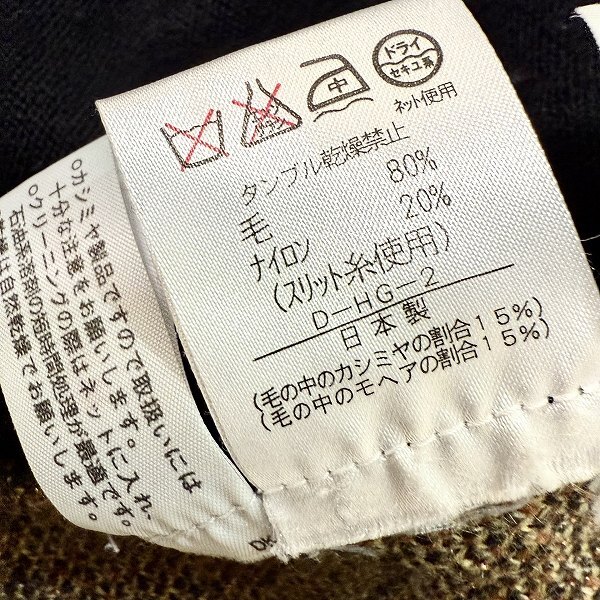 中
ドライ
セキユ系
ネット使用
タンブル乾燥禁止
毛 80%
ナイロン 20%
(スリット糸使用)
D-HG-2
日本製
(毛の中のカシミヤの割合15%)
(毛の中のモヘアの割合15%)
○カシミヤ製品ですので取扱いには
十分な注意をお願いします。
○クリーニングの際はネットに入れ、
石油系溶剤の短時間処理が最適です。
は自然乾燥でお願いします。